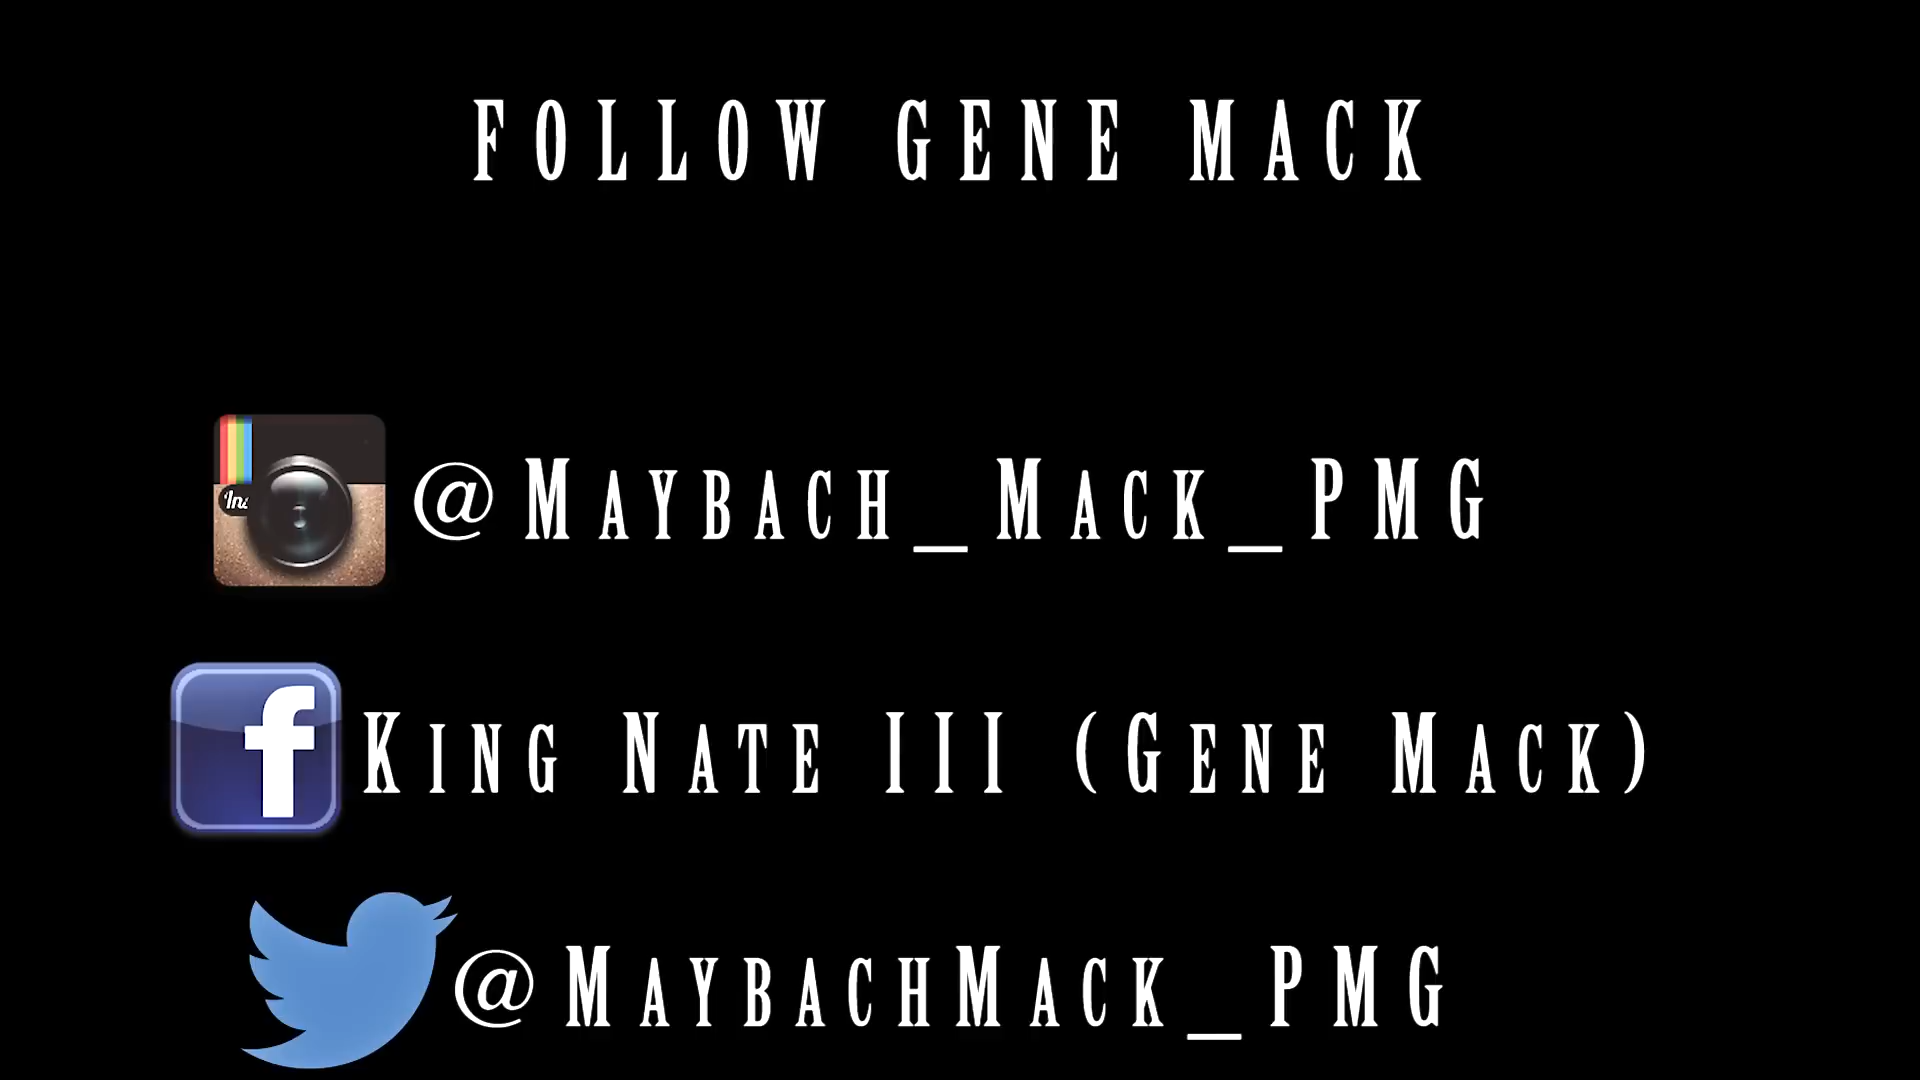 FOLLOW GENE MACK
@MAYBACH_MACK_PMG
KING NATE III (GENE MACK)
@MAYBACHMACK_PMG